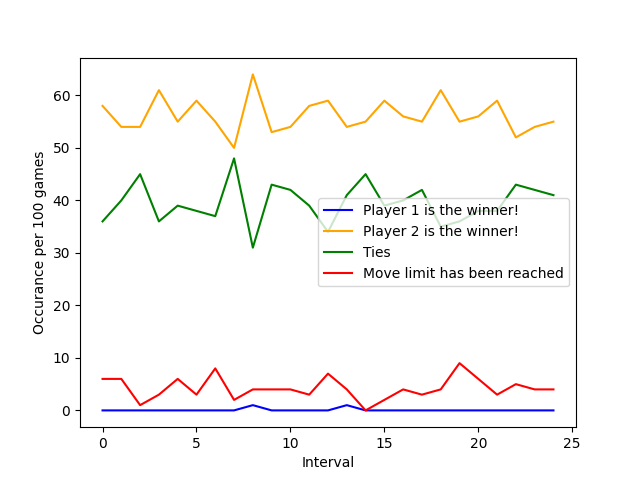 60
50
40
30
20
10
0
Occurance per 100 games
Player 1 is the winner!
Player 2 is the winner!
Ties
Move limit has been reached
0 5 10 15 20 25
Interval